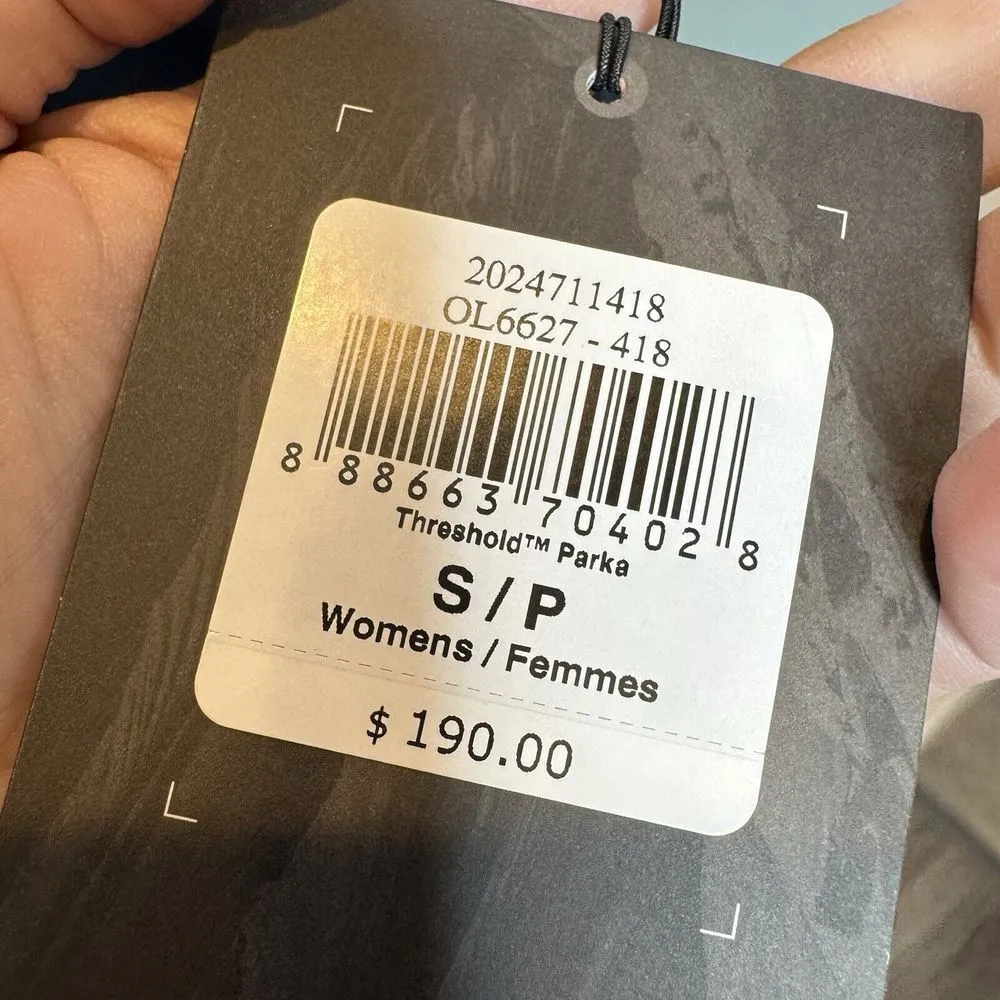 2024711418
OL6627 - 418
8 88663 70402 8
Threshold™ Parka
S / P
Womens / Femmes
$ 190.00